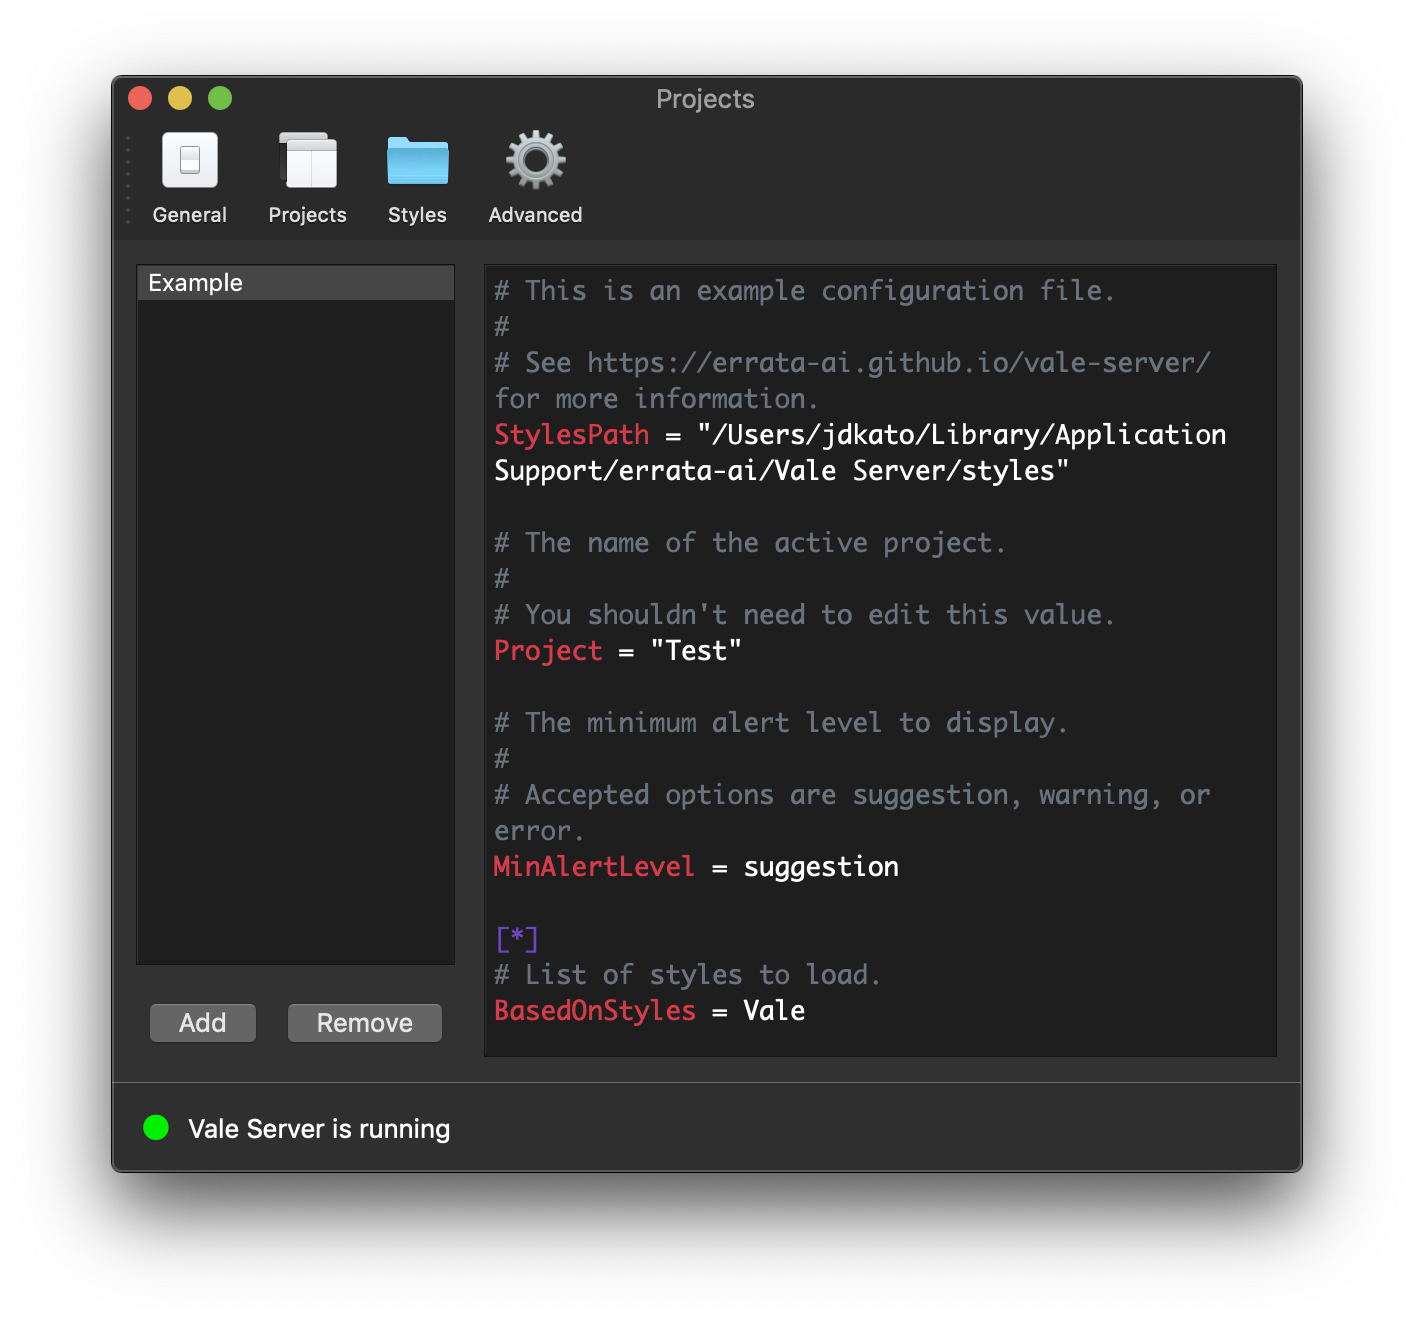 Projects
General
Projects
Styles
Advanced
Example
# This is an example configuration file.
#
# See https://errata-ai.github.io/vale-server/
for more information.
StylesPath = "/Users/jdkato/Library/Application
Support/errata-ai/Vale Server/styles"
# The name of the active project.
#
# You shouldn't need to edit this value.
Project = "Test"
# The minimum alert level to display.
#
# Accepted options are suggestion, warning, or
error.
MinAlertLevel = suggestion
[*]
# List of styles to load.
BasedOnStyles = Vale
Add
Remove
Vale Server is running